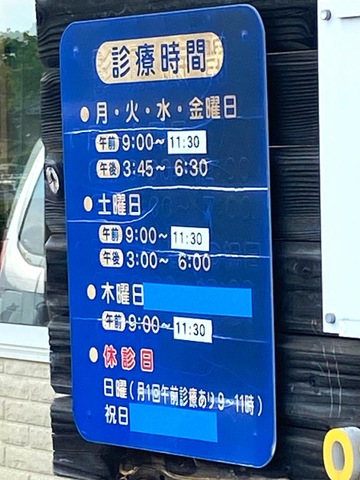 診療時間
●月・火・水・金曜日
午前 9:00~11:30
午後 3:45~6:30
●土曜日
午前 9:00~11:30
午後 3:00~6:00
●木曜日
午前 9:00~11:30
●休診日
日曜(月1回午前診療あり9~11時)
祝日